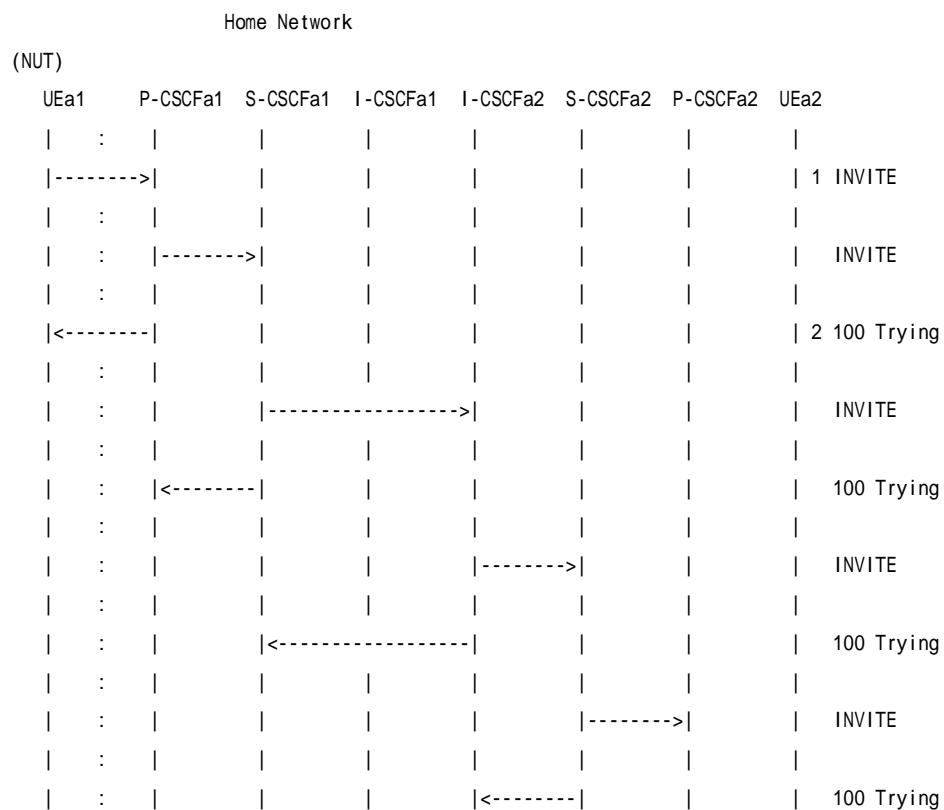 Home Network
(NUT)
UEa1 P-CSCFa1 S-CSCFa1 I-CSCFa1 I-CSCFa2 S-CSCFa2 P-CSCFa2 UEa2
| : | | | | | | |
|-------->| | | | | | | 1 INVITE
| : | | | | | | |
| : |-------->| | | | | | INVITE
| : | | | | | | |
|<--------| | | | | | | 2 100 Trying
| : | | | | | | |
| : | |------------------>| | | | INVITE
| : | | | | | | |
| : |<--------| | | | | | 100 Trying
| : | | | | | | |
| : | | | |-------->| | | INVITE
| : | | | | | | |
| : | |<------------------| | | | 100 Trying
| : | | | | | | |
| : | | | | |-------->| | INVITE
| : | | | | | | |
| : | | | |<--------| | | 100 Trying